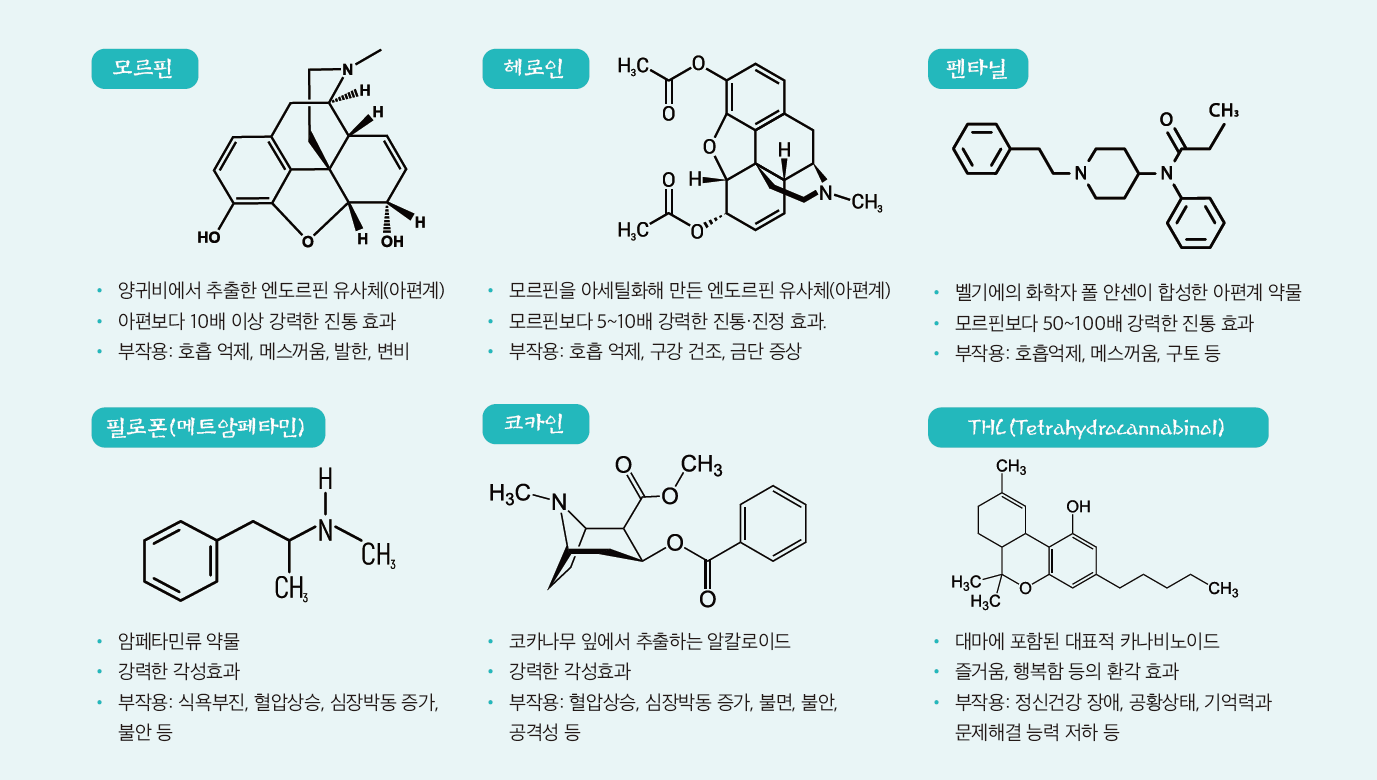 모르핀
헤로인
펜타닐
N
H
H
HO
O
H
OH
H
H₃C
O
O
O
H
H
O
N
CH₃
H₃C
O
O
CH₃
N
N
• 양귀비에서 추출한 엔도르핀 유사체(아편계)
• 아편보다 10배 이상 강력한 진통 효과
• 부작용: 호흡 억제, 메스꺼움, 발한, 변비
• 모르핀을 아세틸화해 만든 엔도르핀 유사체(아편계)
• 모르핀보다 5~10배 강력한 진통·진정 효과.
• 부작용: 호흡 억제, 구강 건조, 금단 증상
• 벨기에의 화학자 폴 얀센이 합성한 아편계 약물
• 모르핀보다 50~100배 강력한 진통 효과
• 부작용: 호흡억제, 메스꺼움, 구토 등
필로폰(메트암페타민)
코카인
THC(Tetrahydrocannabinol)
H
N
CH₃
CH₃
H₃C
N
O
O
CH₃
O
O
CH₃
OH
H₃C
H₃C
O
CH₃
• 암페타민류 약물
• 강력한 각성효과
• 부작용: 식욕부진, 혈압상승, 심장박동 증가,
불안 등
• 코카나무 잎에서 추출하는 알칼로이드
• 강력한 각성효과
• 부작용: 혈압상승, 심장박동 증가, 불면, 불안,
공격성 등
• 대마에 포함된 대표적 카나비노이드
• 즐거움, 행복함 등의 환각 효과
• 부작용: 정신건강 장애, 공황상태, 기억력과
문제해결 능력 저하 등